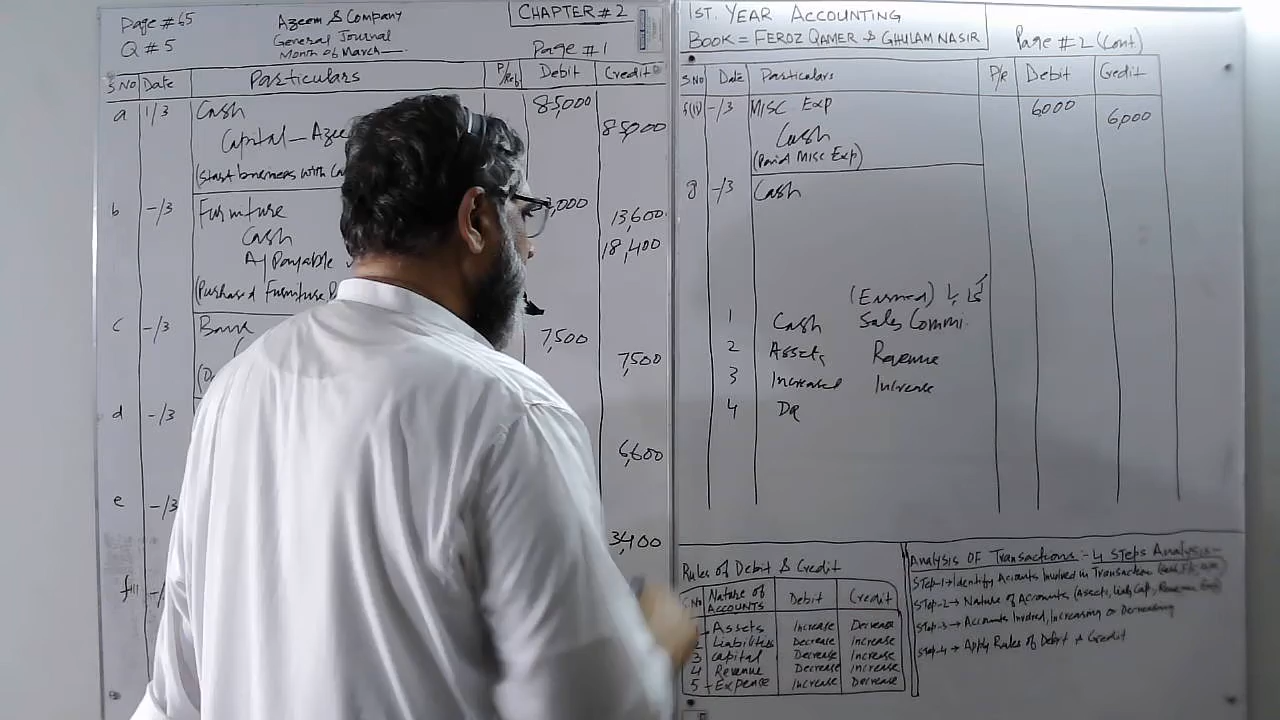 Page #65
Q #5
Azeem & Company
General Journal
Month of March
CHAPTER #2
Page #1
S.No Date Particulars P/Ref Debit Credit
a 1/3 Cash 85,000
Capital - Azee 85,000
(Start business with Ca
b -/3 Furniture ,000
Cash 13,600
A/Payable 18,400
(Purchased Furniture
c -/3 Bank 7,500
7,500
d -/3
6,600
e -/3
3,400
1ST. YEAR ACCOUNTING
BOOK = FEROZ QAMER & GHULAM NASIR
Page #2 (Cont)
S.No Date Particulars P/R Debit Credit
-/3 MISC Exp 6000
Cash 6,000
(Paid Misc Exp)
g -/3 Cash
(Earned)
1 Cash Sales Commi.
2 Assets Revenue
3 Increased Increase
4 DR
Rules of Debit & Credit
S.No Nature of ACCOUNTS Debit Credit
Assets Increase Decrease
2 Liabilities Decrease Increase
3 Capital Decrease Increase
4 Revenue Decrease Increase
5 - Expence Increase Decrease
Analysis OF Transactions - 4 Steps Analysis -
Step-1 → Identify Accounts Involved in Transaction
Step-2 → Nature of Accounts (Assets, Liab, Cap, Revenue Exp)
Step-3 → Accounts Involved, Increasing or Decreasing
Step-4 → Apply Rules of Debit & Credit